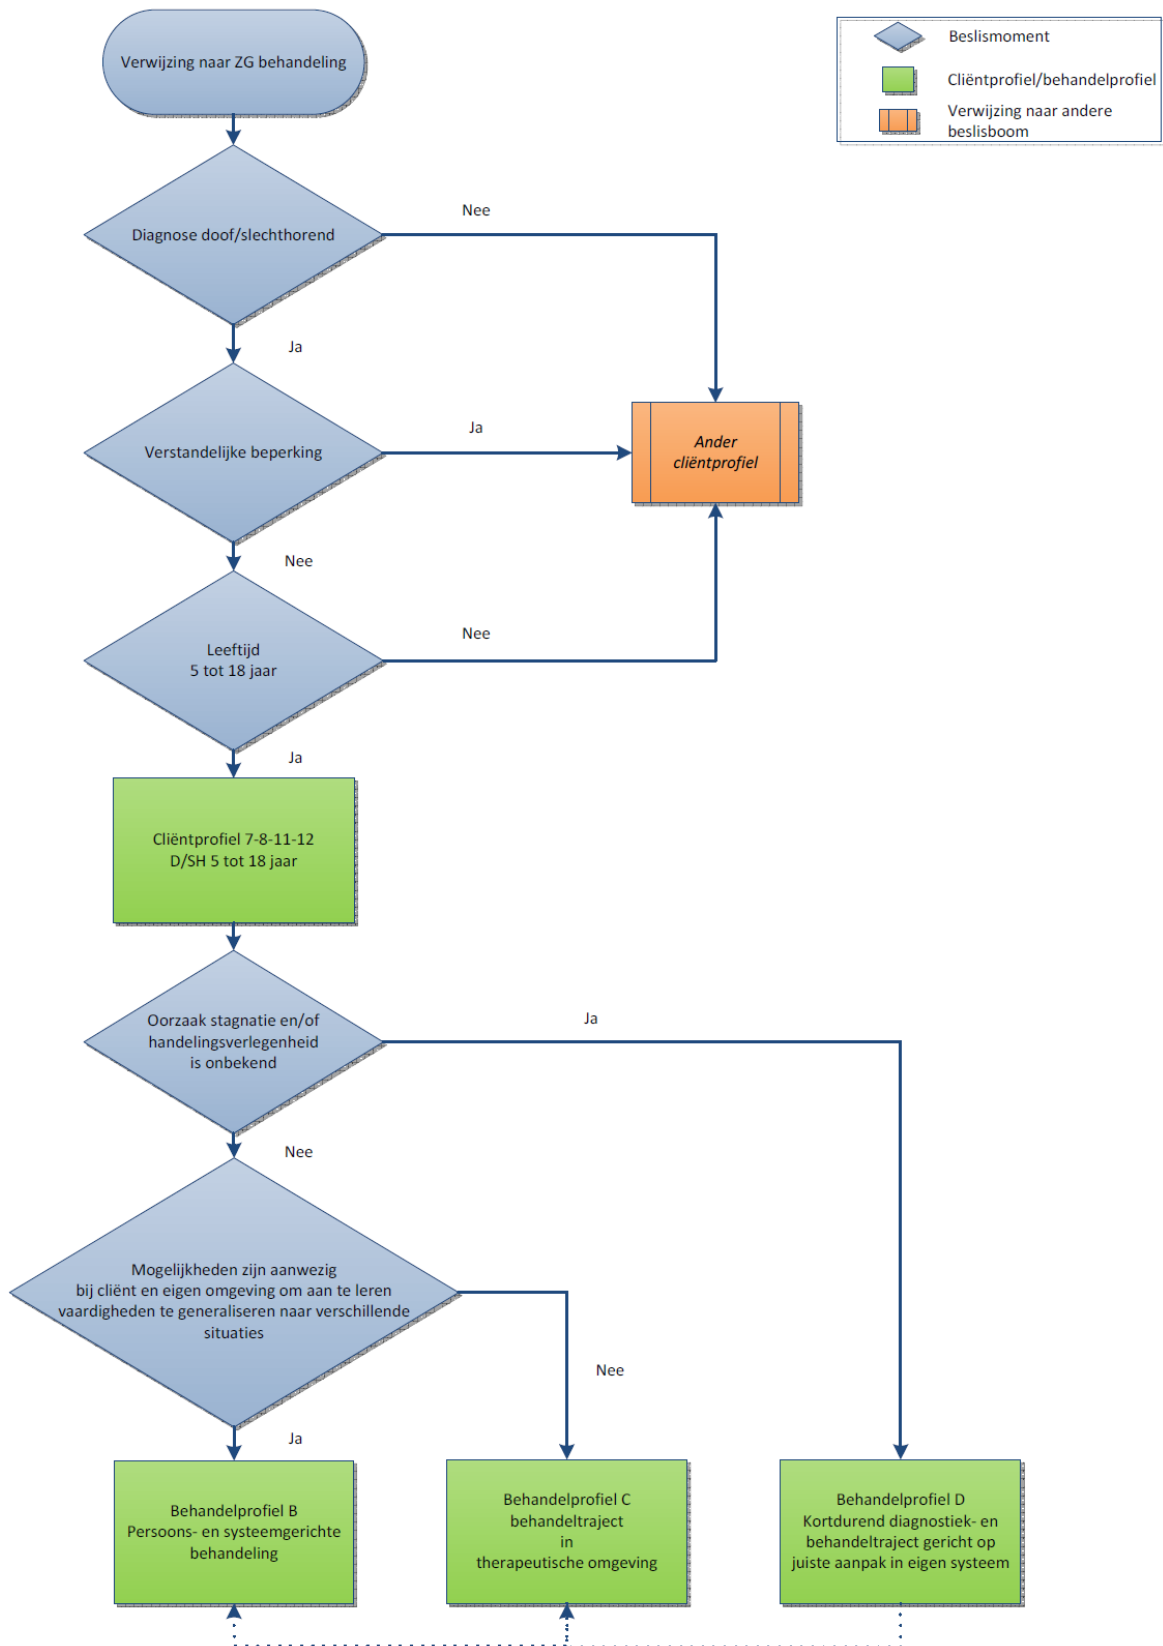 Verwijzing naar ZG behandeling
Beslismoment
Cliëntprofiel/behandelprofiel
Verwijzing naar andere
beslisboom
Diagnose doof/slechthorend
Nee
Ja
Verstandelijke beperking
Ja
Ander
cliëntprofiel
Nee
Leeftijd
5 tot 18 jaar
Nee
Ja
Cliëntprofiel 7-8-11-12
D/SH 5 tot 18 jaar
Oorzaak stagnatie en/of
handelingsverlegenheid
is onbekend
Ja
Nee
Mogelijkheden zijn aanwezig
bij cliënt en eigen omgeving om aan te leren
vaardigheden te generaliseren naar verschillende
situaties
Nee
Ja
Behandelprofiel B
Persoons- en systeemgerichte
behandeling
Behandelprofiel C
behandeltraject
in
therapeutische omgeving
Behandelprofiel D
Kortdurend diagnostiek- en
behandeltraject gericht op
juiste aanpak in eigen systeem